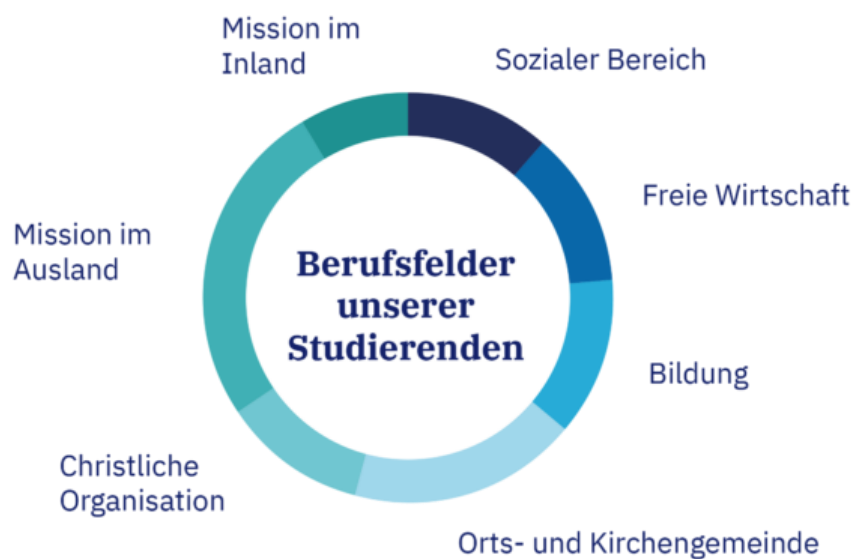 Mission im
Inland
Sozialer Bereich
Freie Wirtschaft
Mission im
Ausland
Berufsfelder
unserer
Studierenden
Bildung
Christliche
Organisation
Orts- und Kirchengemeinde